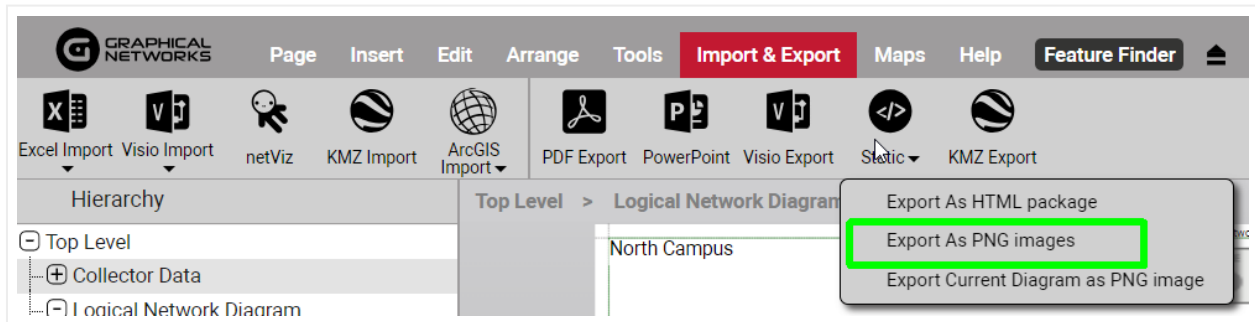 GRAPHICAL
NETWORKS
Page Insert Edit Arrange Tools Import & Export Maps Help Feature Finder
Excel Import Visio Import netViz KMZ Import ArcGIS Import PDF Export PowerPoint Visio Export Static KMZ Export
Hierarchy
Top Level > Logical Network Diagram
Export As HTML package
Top Level
North Campus
Export As PNG images
Collector Data
Export Current Diagram as PNG image
Logical Network Diagram